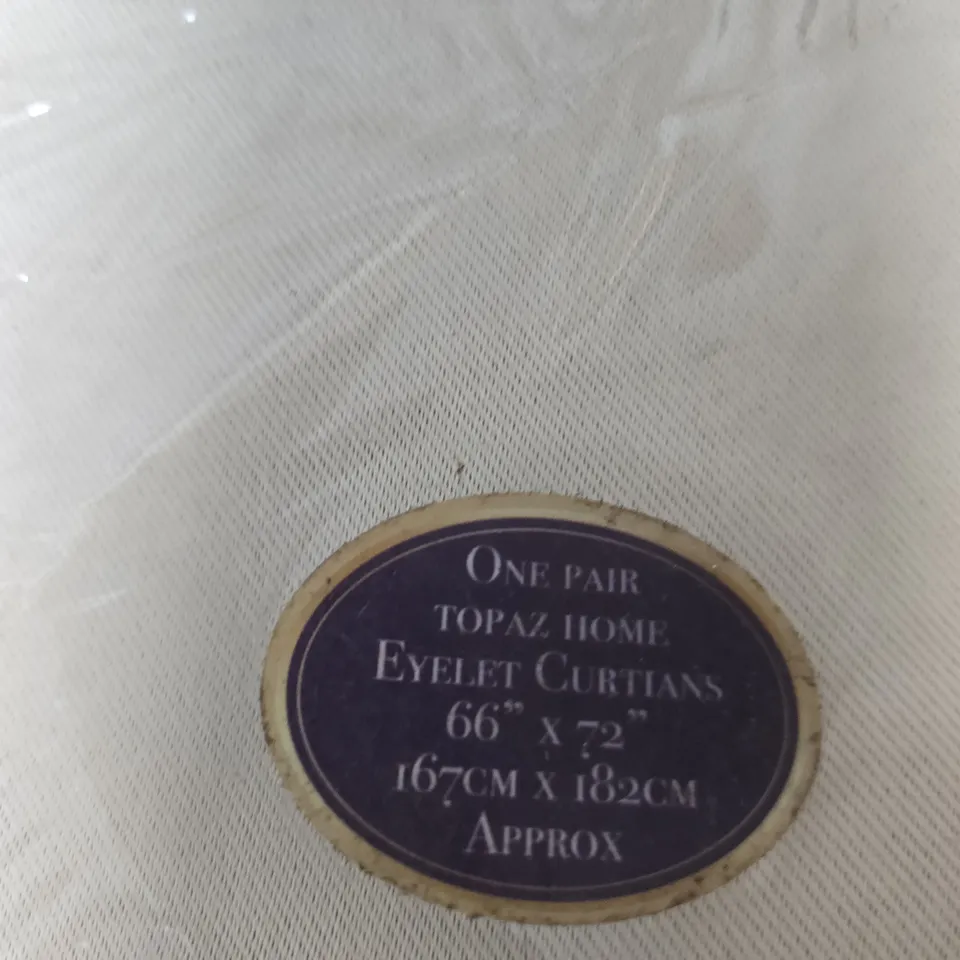 ONE PAIR
TOPAZ HOME
EYELET CURTIANS
66” x 72”
167CM X 182CM
APPROX